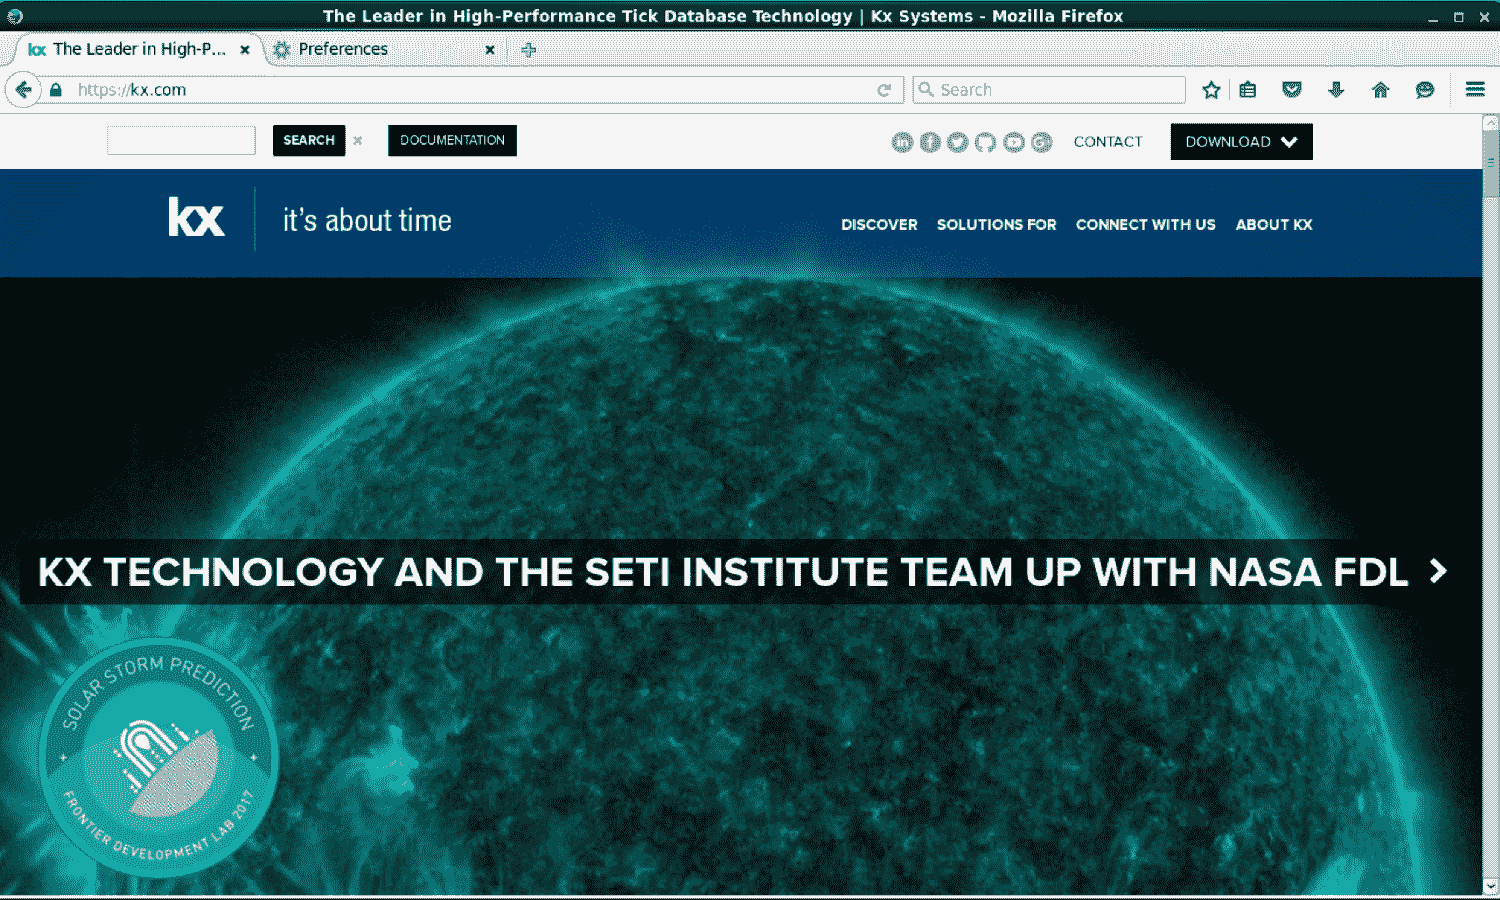 The Leader in High-Performance Tick Database Technology | Kx Systems - Mozilla Firefox
kx The Leader in High-P...
Preferences
https://kx.com
Search
SEARCH
DOCUMENTATION
CONTACT
DOWNLOAD
kx
it's about time
DISCOVER SOLUTIONS FOR CONNECT WITH US ABOUT KX
KX TECHNOLOGY AND THE SETI INSTITUTE TEAM UP WITH NASA FDL
SOLAR STORM PREDICTION
FRONTIER DEVELOPMENT LAB 2017